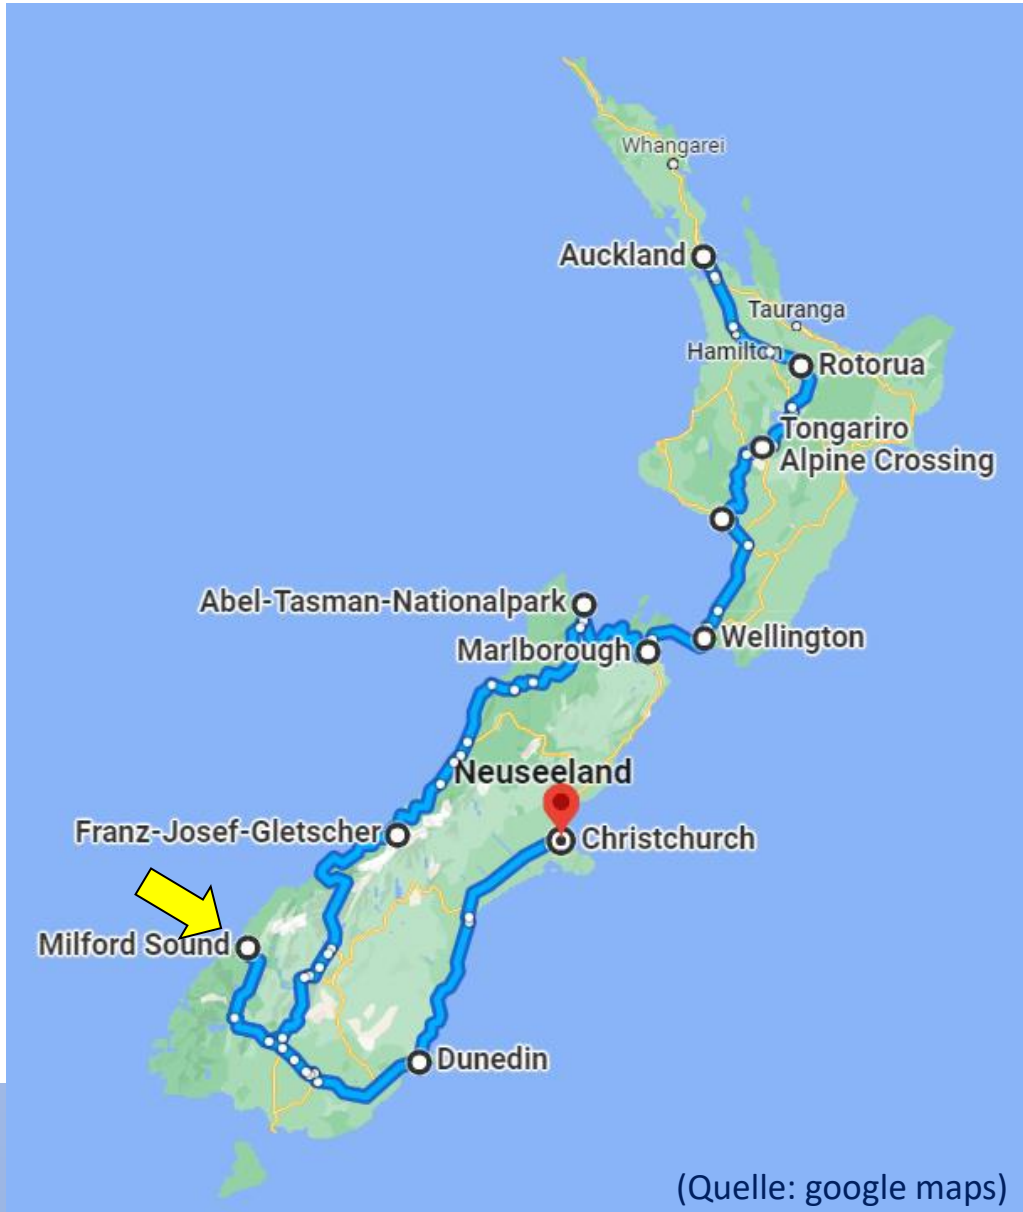 Whangarei
Auckland
Tauranga
Hamilton
Rotorua
Tongariro
Alpine Crossing
Abel-Tasman-Nationalpark
Wellington
Marlborough
Neuseeland
Franz-Josef-Gletscher
Christchurch
Milford Sound
Dunedin
(Quelle: google maps)